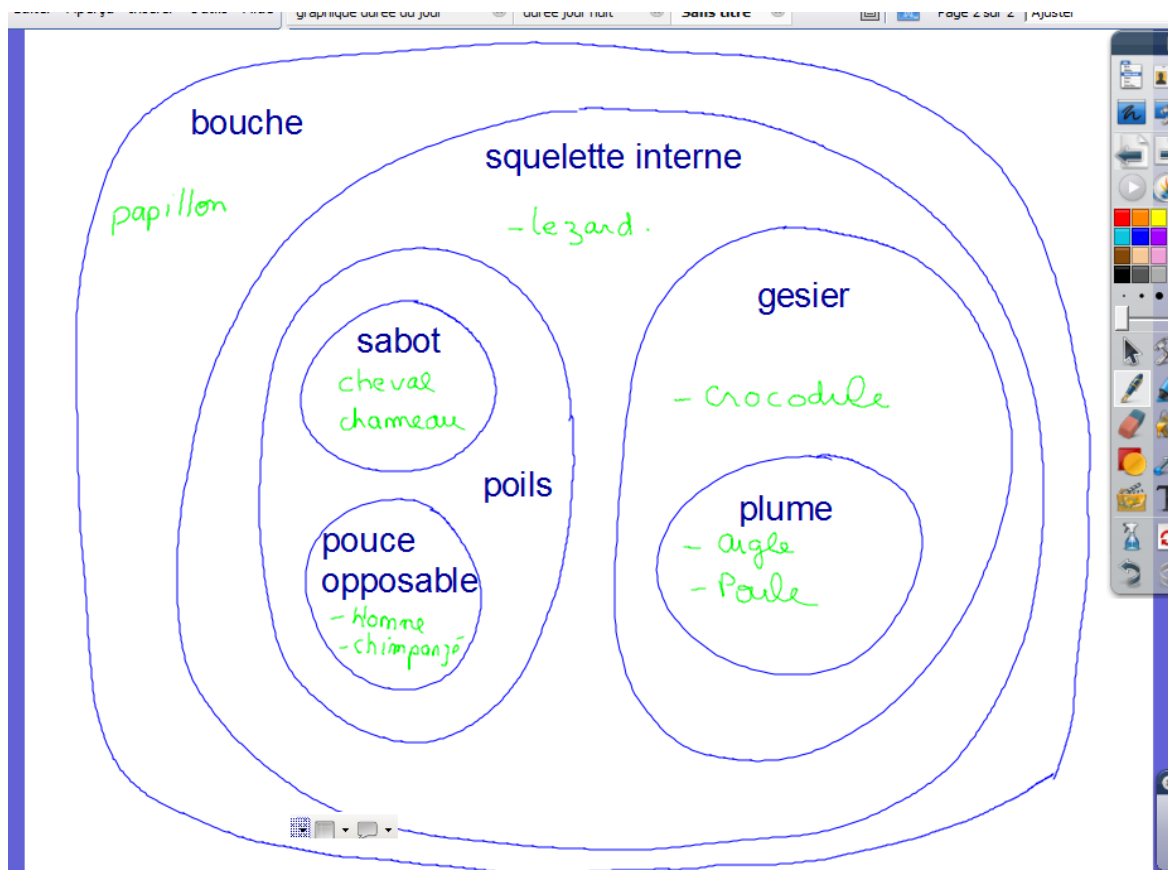 graphique durée du jour
durée jour nuit
Sans titre
Page 2 sur 2
Ajuster
bouche
squelette interne
papillon
- lezard.
gesier
sabot
cheval
chameau
- crocodile
poils
plume
- aigle
- Poule
pouce
opposable
- Homme
- chimpanzé